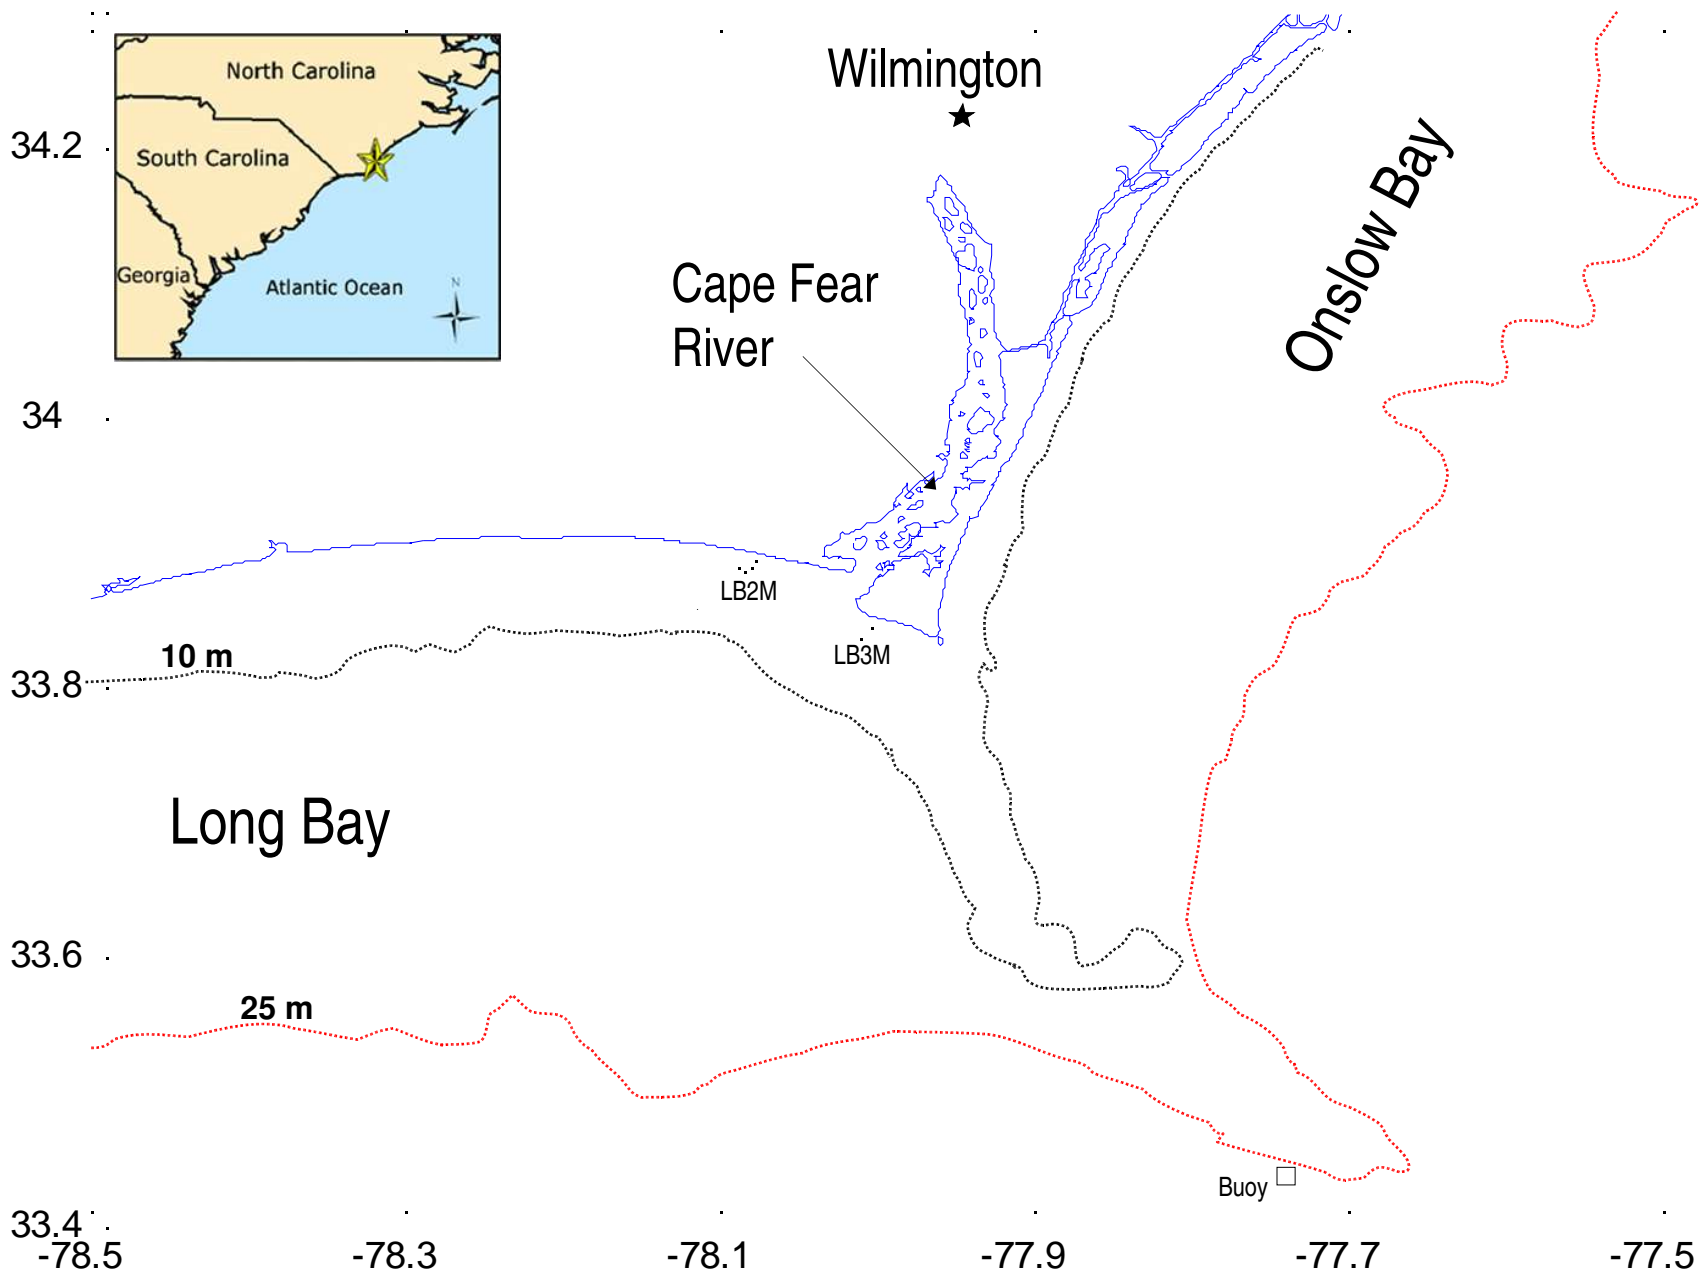 North Carolina
South Carolina
Georgia
Atlantic Ocean
N
Wilmington
34.2
Onslow Bay
Cape Fear
River
34
LB2M
10 m
LB3M
33.8
Long Bay
33.6
25 m
Buoy
33.4
-78.5 -78.3 -78.1 -77.9 -77.7 -77.5